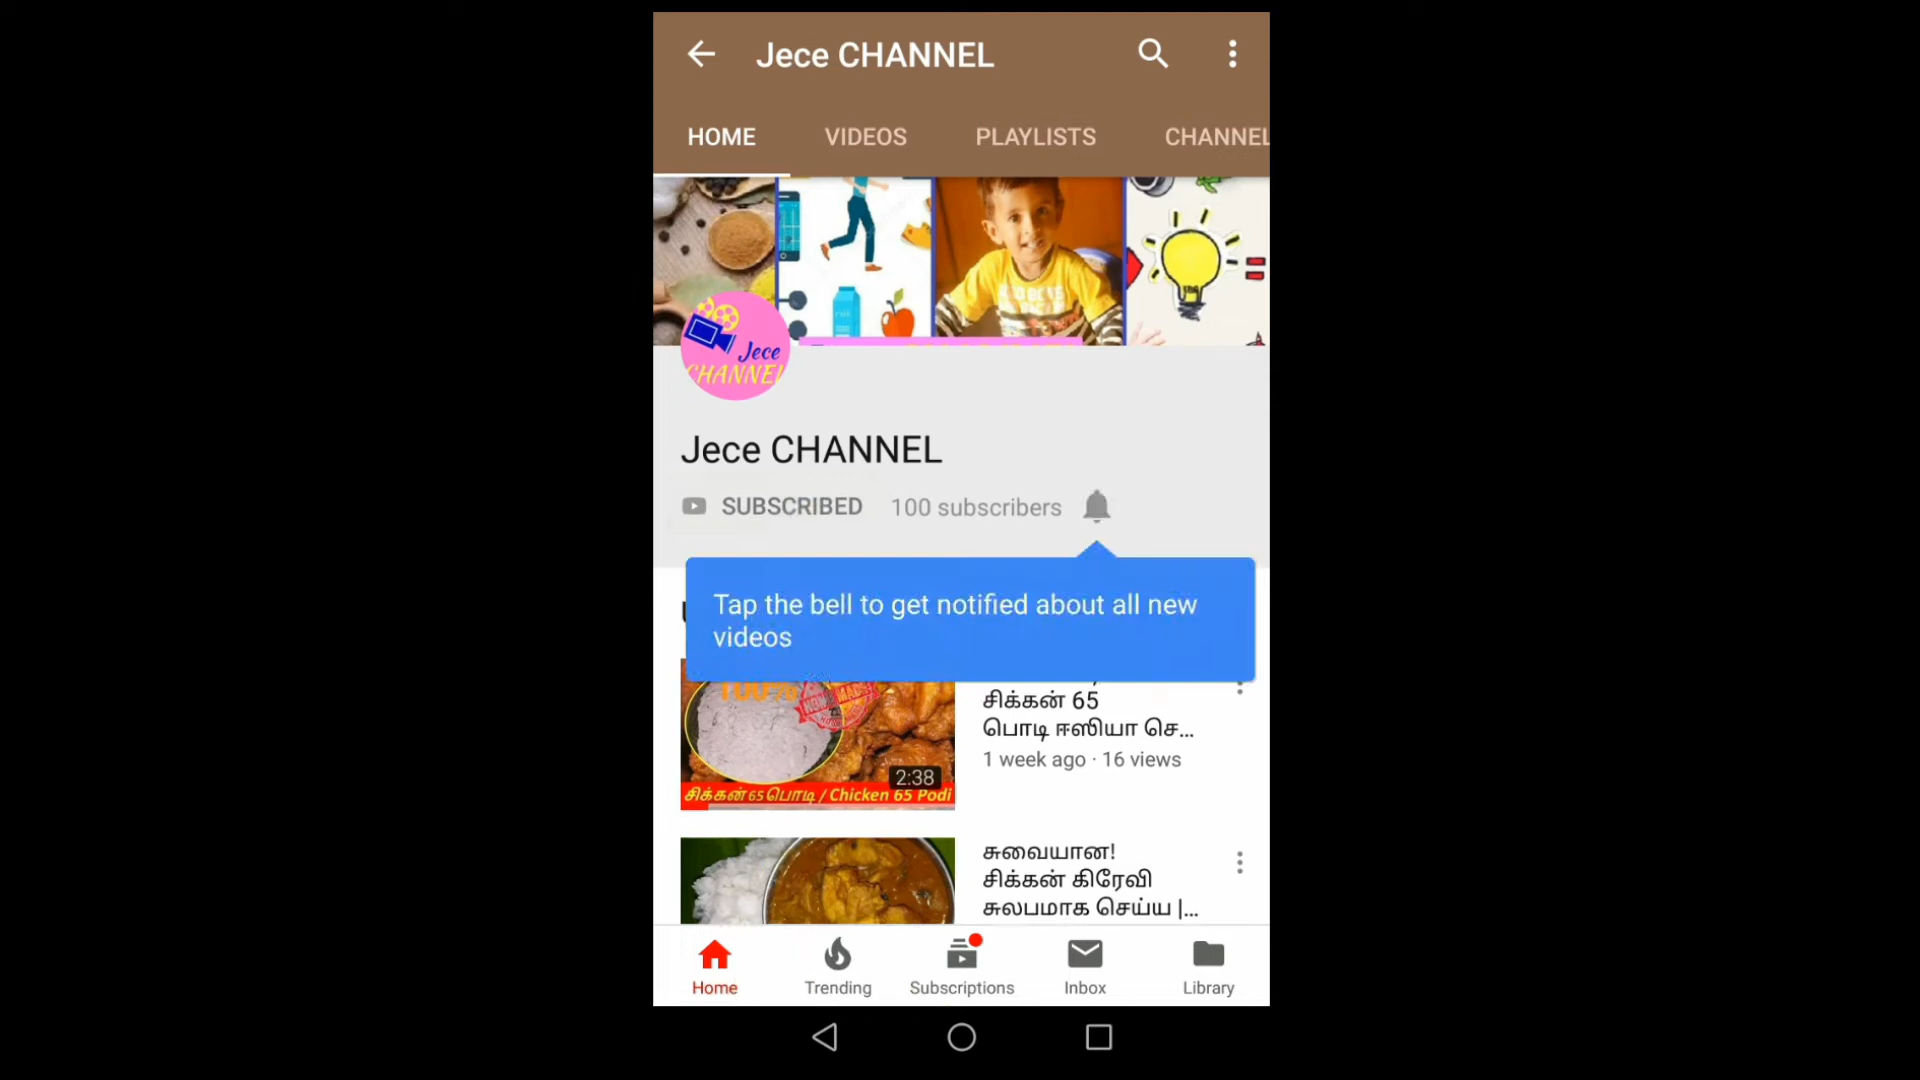 Jece CHANNEL
HOME VIDEOS PLAYLISTS CHANNEL
Jece
CHANNEL
Jece CHANNEL
SUBSCRIBED 100 subscribers
Tap the bell to get notified about all new
videos
100%
2:38
சிக்கன் 65 பொடி / Chicken 65 Podi
சிக்கன் 65
பொடி ஈஸியா செ...
1 week ago · 16 views
சுவையான!
சிக்கன் கிரேவி
சுலபமாக செய்ய |...
Home Trending Subscriptions Inbox Library